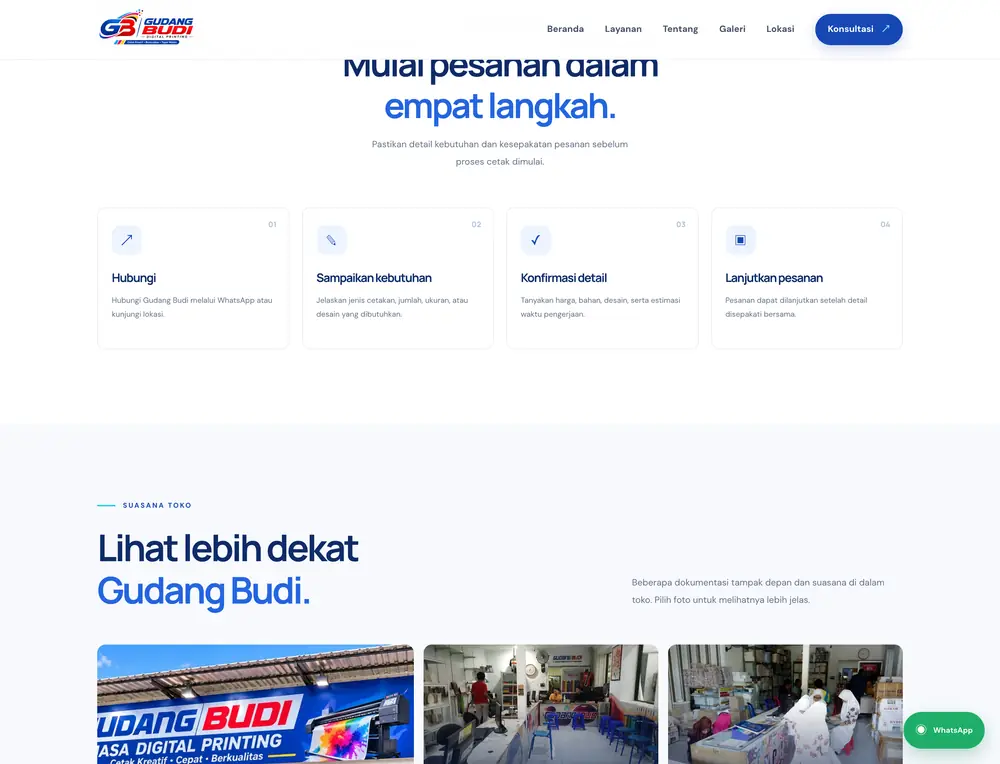 GB GUDANG BUDI
DIGITAL PRINTING
Beranda
Layanan
Tentang
Galeri
Lokasi
Konsultasi ↗
Mulai pesanan dalam
empat langkah.
Pastikan detail kebutuhan dan kesepakatan pesanan sebelum
proses cetak dimulai.
01
Hubungi
Hubungi Gudang Budi melalui WhatsApp atau
kunjungi lokasi.
02
Sampaikan kebutuhan
Jelaskan jenis cetakan, jumlah, ukuran, atau
desain yang dibutuhkan.
03
Konfirmasi detail
Tanyakan harga, bahan, desain, serta estimasi
waktu pengerjaan.
04
Lanjutkan pesanan
Pesanan dapat dilanjutkan setelah detail
disepakati bersama.
SUASANA TOKO
Lihat lebih dekat
Gudang Budi.
Beberapa dokumentasi tampak depan dan suasana di dalam
toko. Pilih foto untuk melihatnya lebih jelas.
UDANG BUDI
JASA DIGITAL PRINTING
Cetak Kreatif • Cepat • Berkualitas
WhatsApp